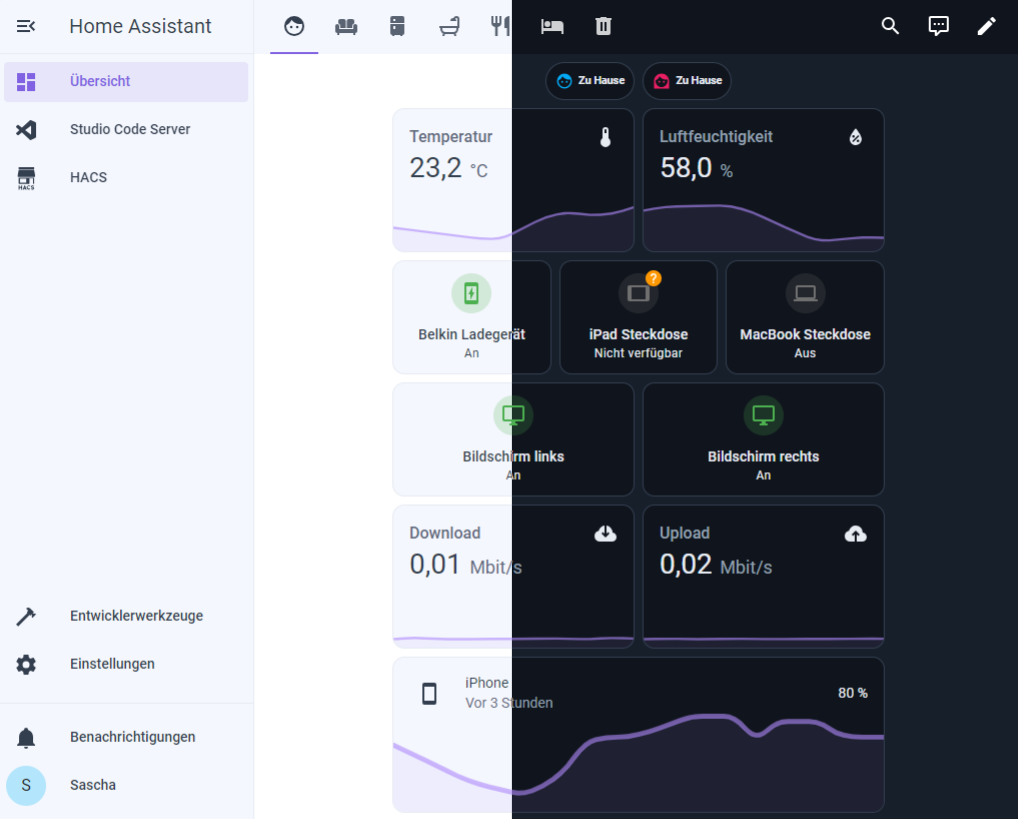 Home Assistant
Übersicht
Studio Code Server
HACS
HACS
Entwicklerwerkzeuge
Einstellungen
Benachrichtigungen
S
Sascha
Zu Hause
Zu Hause
Temperatur
23,2 °C
Luftfeuchtigkeit
58,0 %
Belkin Ladegerät
An
?
iPad Steckdose
Nicht verfügbar
MacBook Steckdose
Aus
Bildschirm links
An
Bildschirm rechts
An
Download
0,01 Mbit/s
Upload
0,02 Mbit/s
iPhone
Vor 3 Stunden
80 %